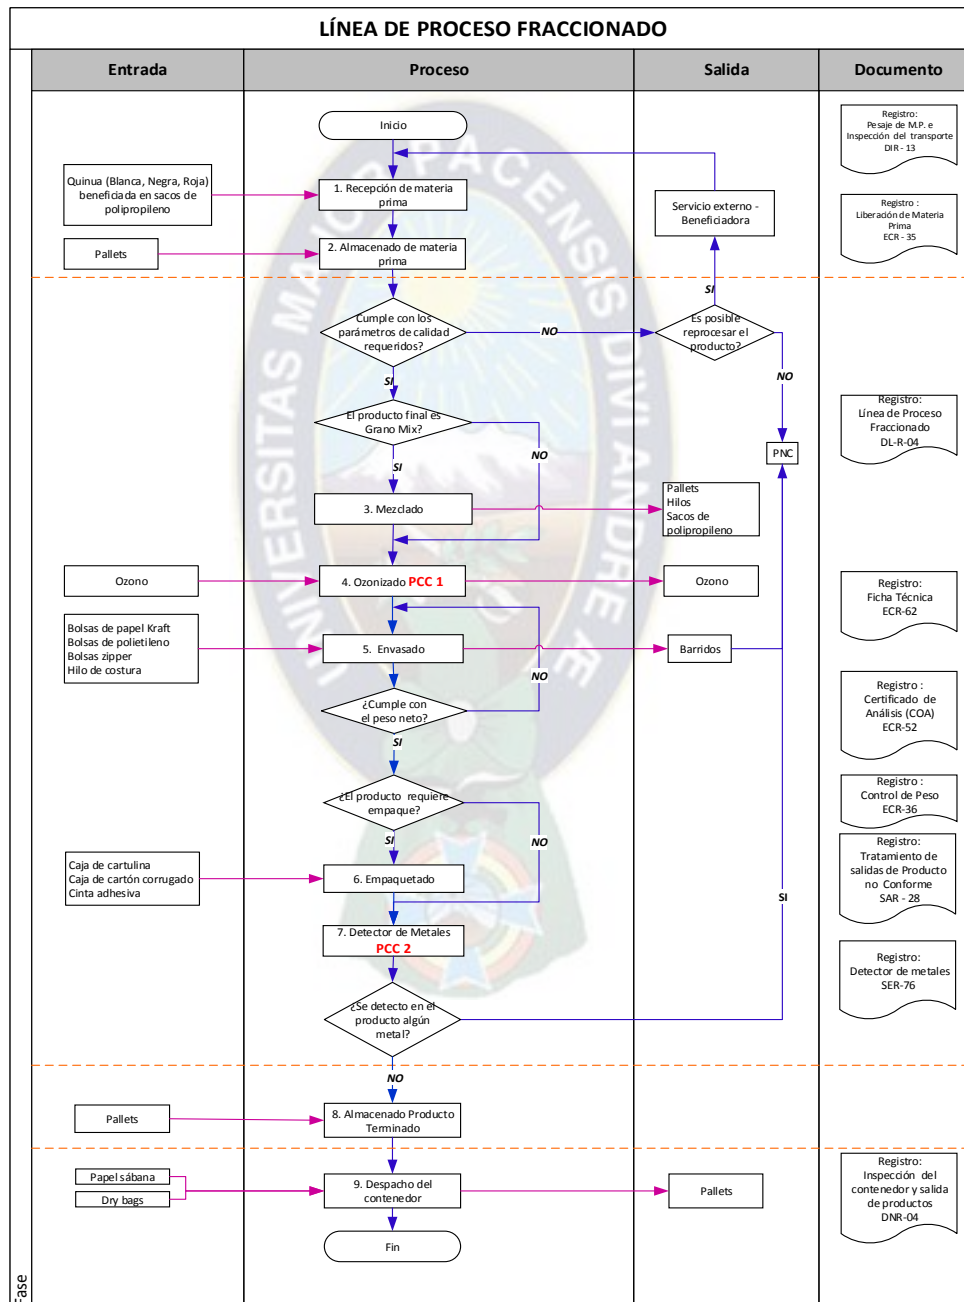 LÍNEA DE PROCESO FRACCIONADO
Entrada
Proceso
Salida
Documento
Inicio
Registro:
Pesaje de M.P. e
Inspección del transporte
DIR - 13
Quinua (Blanca, Negra, Roja)
beneficiada en sacos de
polipropileno
1. Recepción de materia
prima
Servicio externo -
Beneficiadora
Registro :
Liberación de Materia
Prima
ECR - 35
Pallets
2. Almacenado de materia
prima
SI
Cumple con los
parámetros de calidad
requeridos?
NO
Es posible
reprocesar el
producto?
NO
SI
El producto final es
Grano Mix?
NO
SI
Registro:
Línea de Proceso
Fraccionado
DL-R-04
PNC
3. Mezclado
Pallets
Hilos
Sacos de
polipropileno
Ozono
4. Ozonizado PCC 1
Ozono
Registro:
Ficha Técnica
ECR-62
Bolsas de papel Kraft
Bolsas de polietileno
Bolsas zipper
Hilo de costura
5. Envasado
Barridos
NO
¿Cumple con
el peso neto?
SI
Registro :
Certificado de
Análisis (COA)
ECR-52
¿El producto requiere
empaque?
NO
SI
Registro :
Control de Peso
ECR-36
Caja de cartulina
Caja de cartón corrugado
Cinta adhesiva
6. Empaquetado
Registro:
Tratamiento de
salidas de Producto
no Conforme
SAR - 28
SI
7. Detector de Metales
PCC 2
Registro:
Detector de metales
SER-76
¿Se detecto en el
producto algún
metal?
NO
Pallets
8. Almacenado Producto
Terminado
Papel sábana
Dry bags
9. Despacho del
contenedor
Pallets
Registro:
Inspección del
contenedor y salida
de productos
DNR-04
Fin
Fase
UNIVERSITAS MAJOR PACENSIS DIVI ANDRE Æ